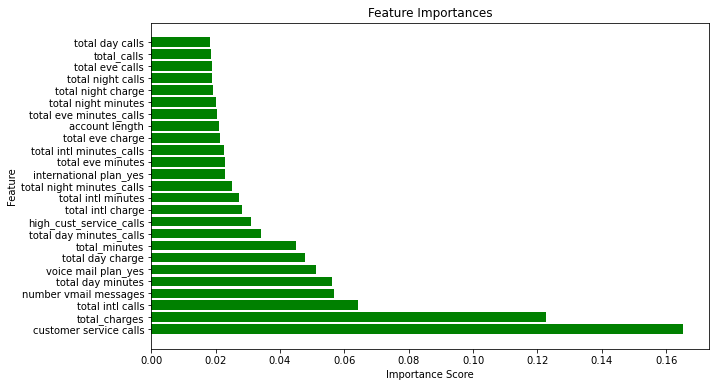 Feature Importances
Feature
total day calls
total_calls
total eve calls
total night calls
total night charge
total night minutes
total eve minutes_calls
account length
total eve charge
total intl minutes_calls
total eve minutes
international plan_yes
total night minutes_calls
total intl minutes
total intl charge
high_cust_service_calls
total day minutes_calls
total_minutes
total day charge
voice mail plan_yes
total day minutes
number vmail messages
total intl calls
total_charges
customer service calls
0.00 0.02 0.04 0.06 0.08 0.10 0.12 0.14 0.16
Importance Score